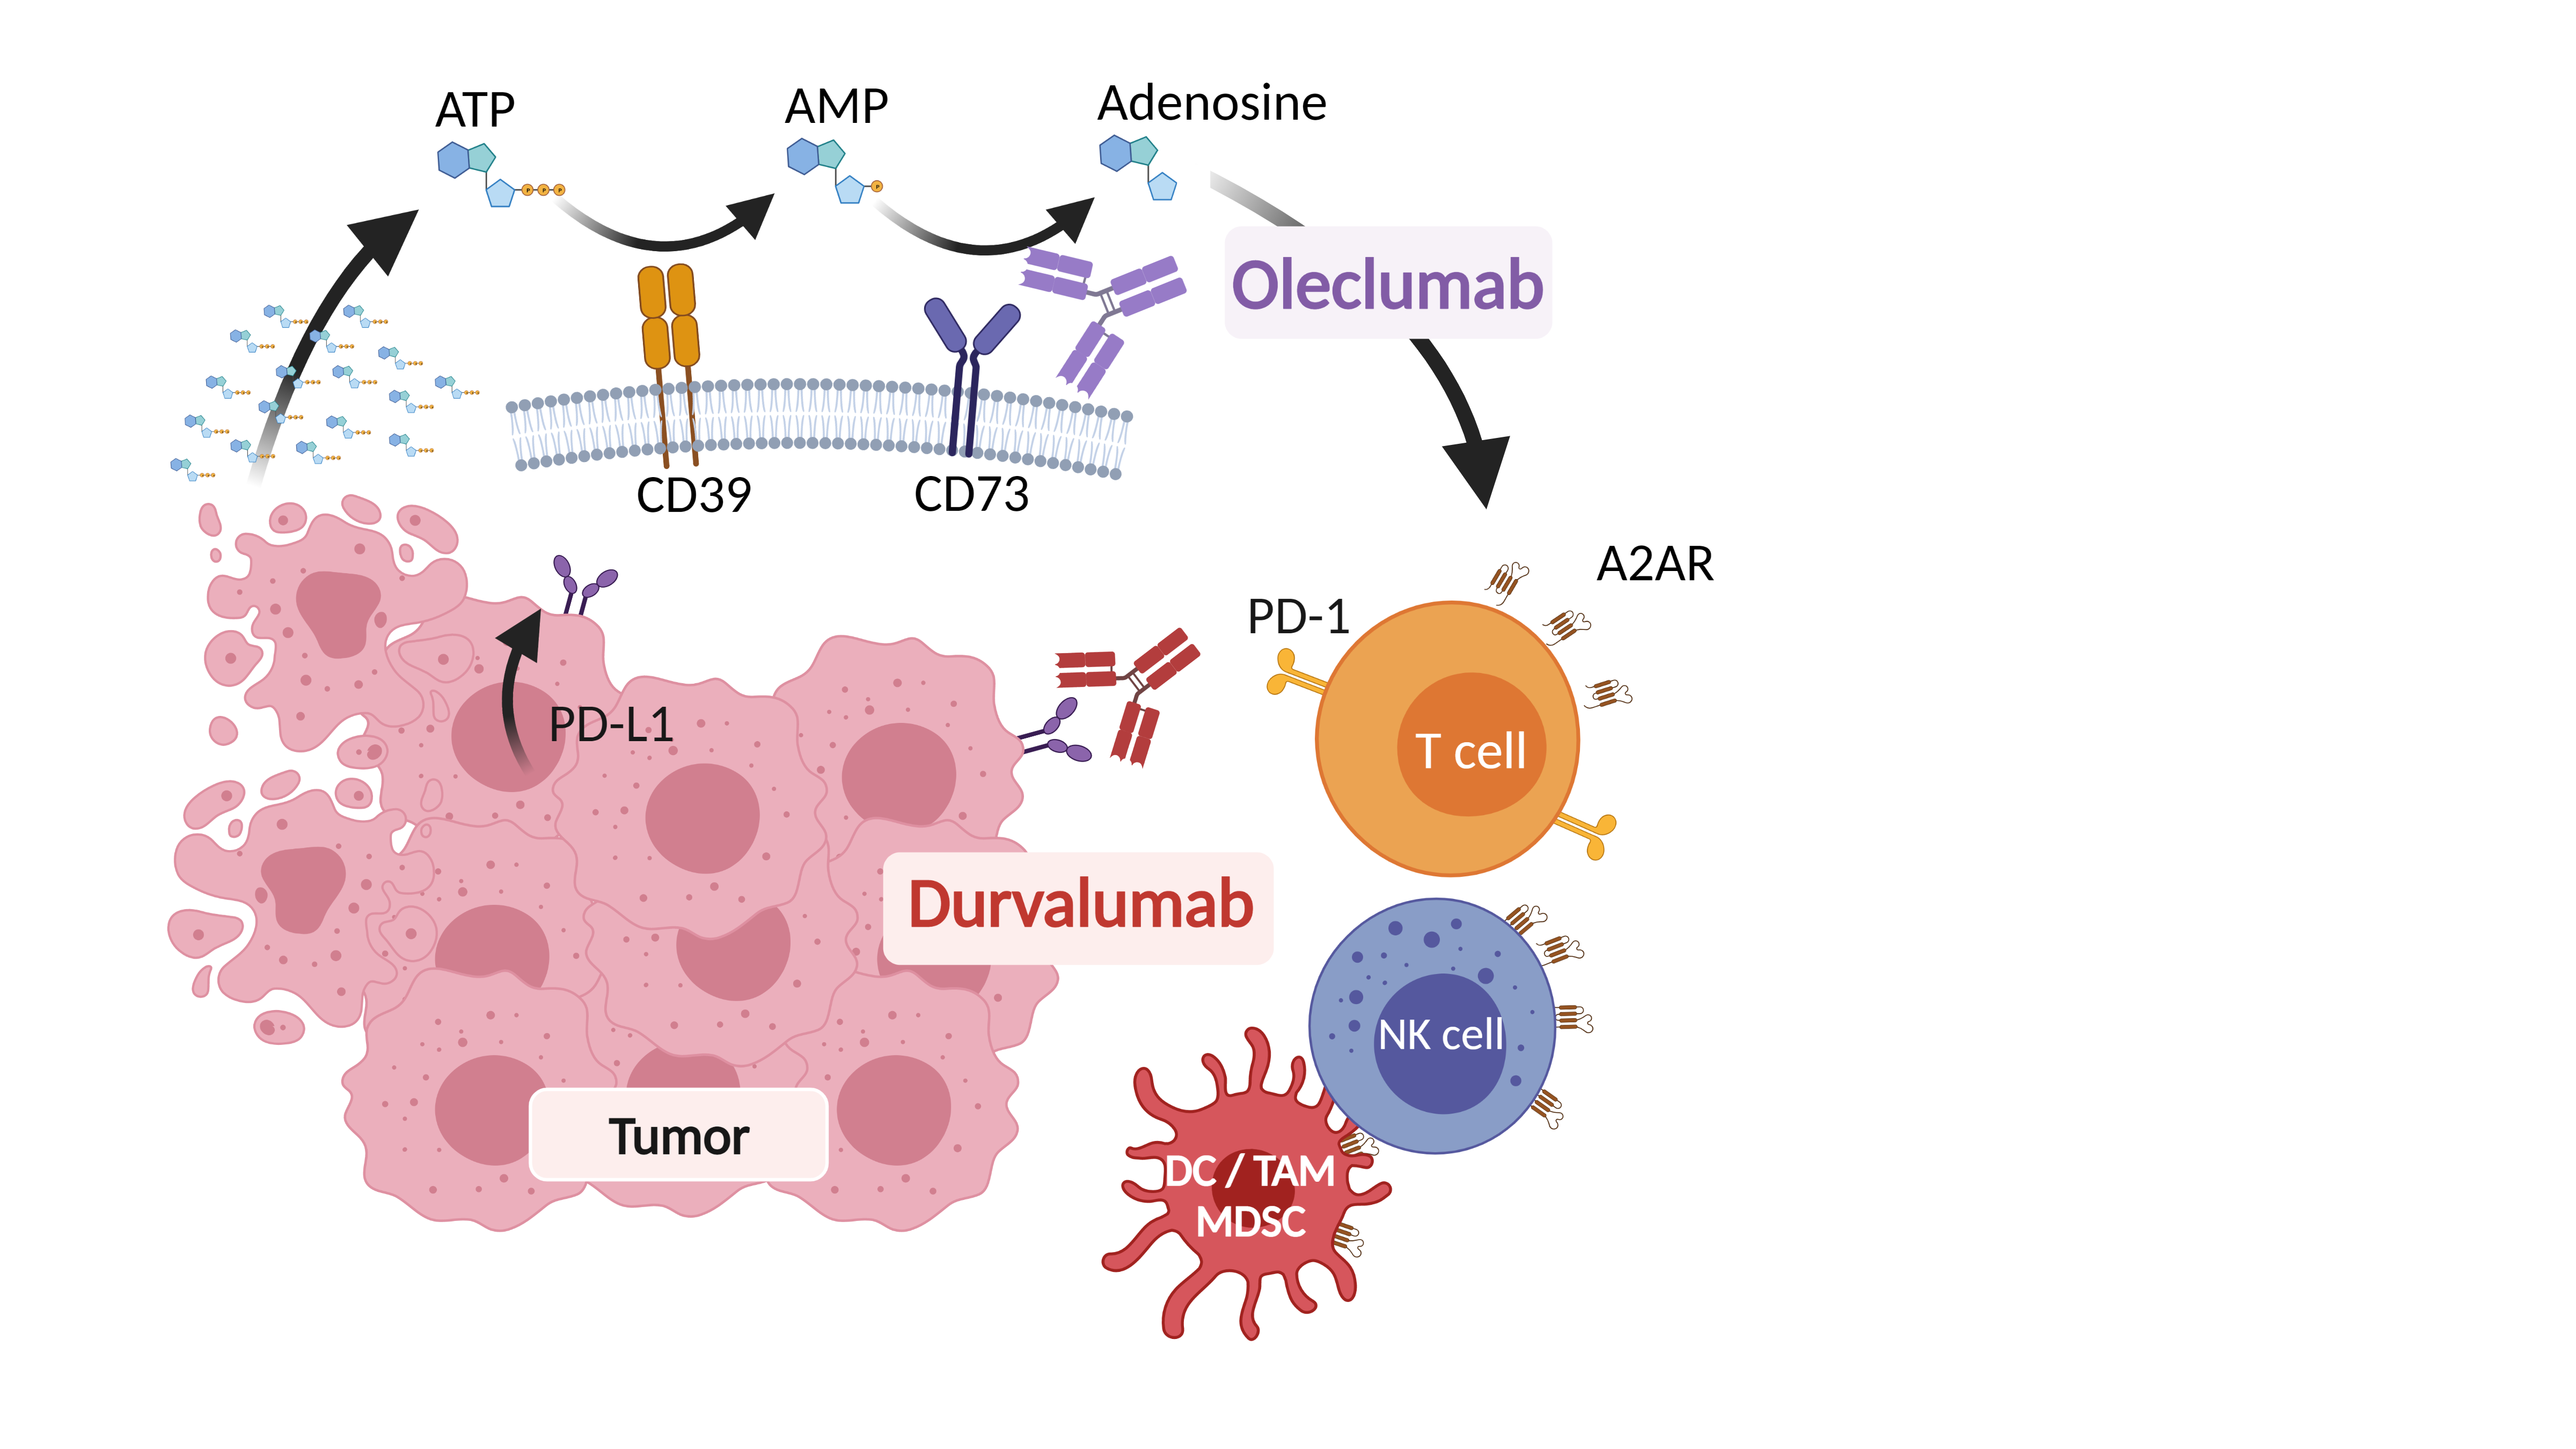 ATP
AMP
Adenosine
Oleclumab
CD39
CD73
A2AR
PD-1
PD-L1
T cell
Durvalumab
NK cell
Tumor
DC / TAM
MDSC